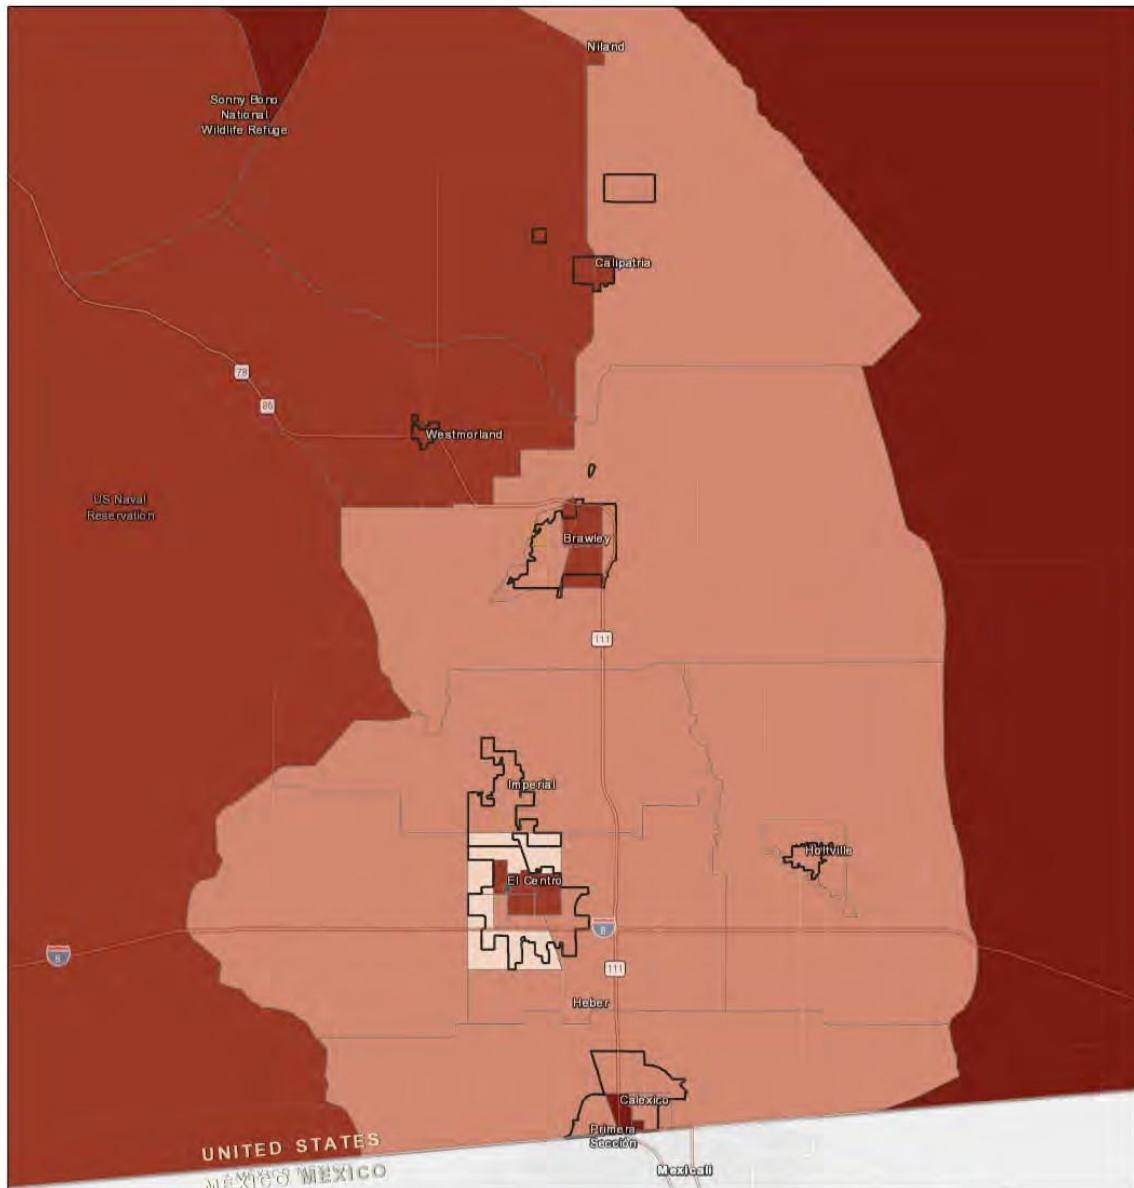 Niland
Sonny Bono
National
Wildlife Refuge
Calipatria
78
86
Westmorland
US Naval
Reservation
Brawley
111
Imperial
Holtville
El Centro
8
8
111
Heber
Calexico
Primera
Sección
UNITED STATES
MÉXICO MEXICO
Mexicali